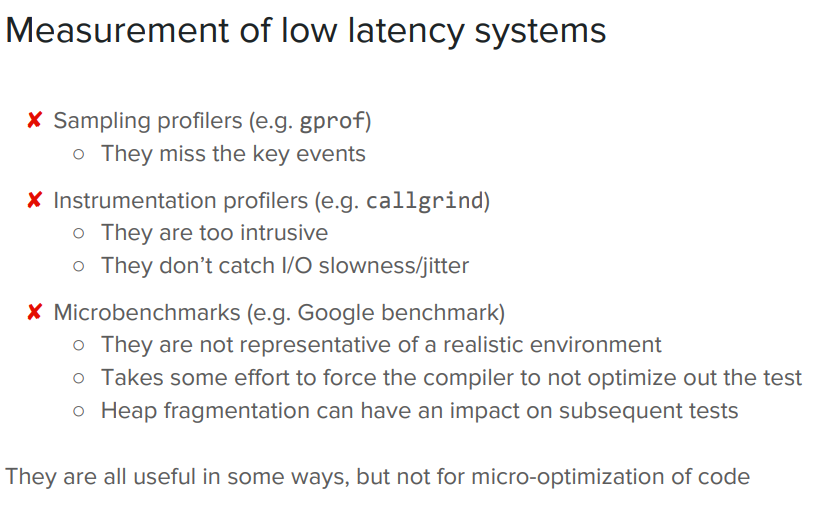 Measurement of low latency systems
✘ Sampling profilers (e.g. gprof)
○ They miss the key events
✘ Instrumentation profilers (e.g. callgrind)
○ They are too intrusive
○ They don’t catch I/O slowness/jitter
✘ Microbenchmarks (e.g. Google benchmark)
○ They are not representative of a realistic environment
○ Takes some effort to force the compiler to not optimize out the test
○ Heap fragmentation can have an impact on subsequent tests
They are all useful in some ways, but not for micro-optimization of code